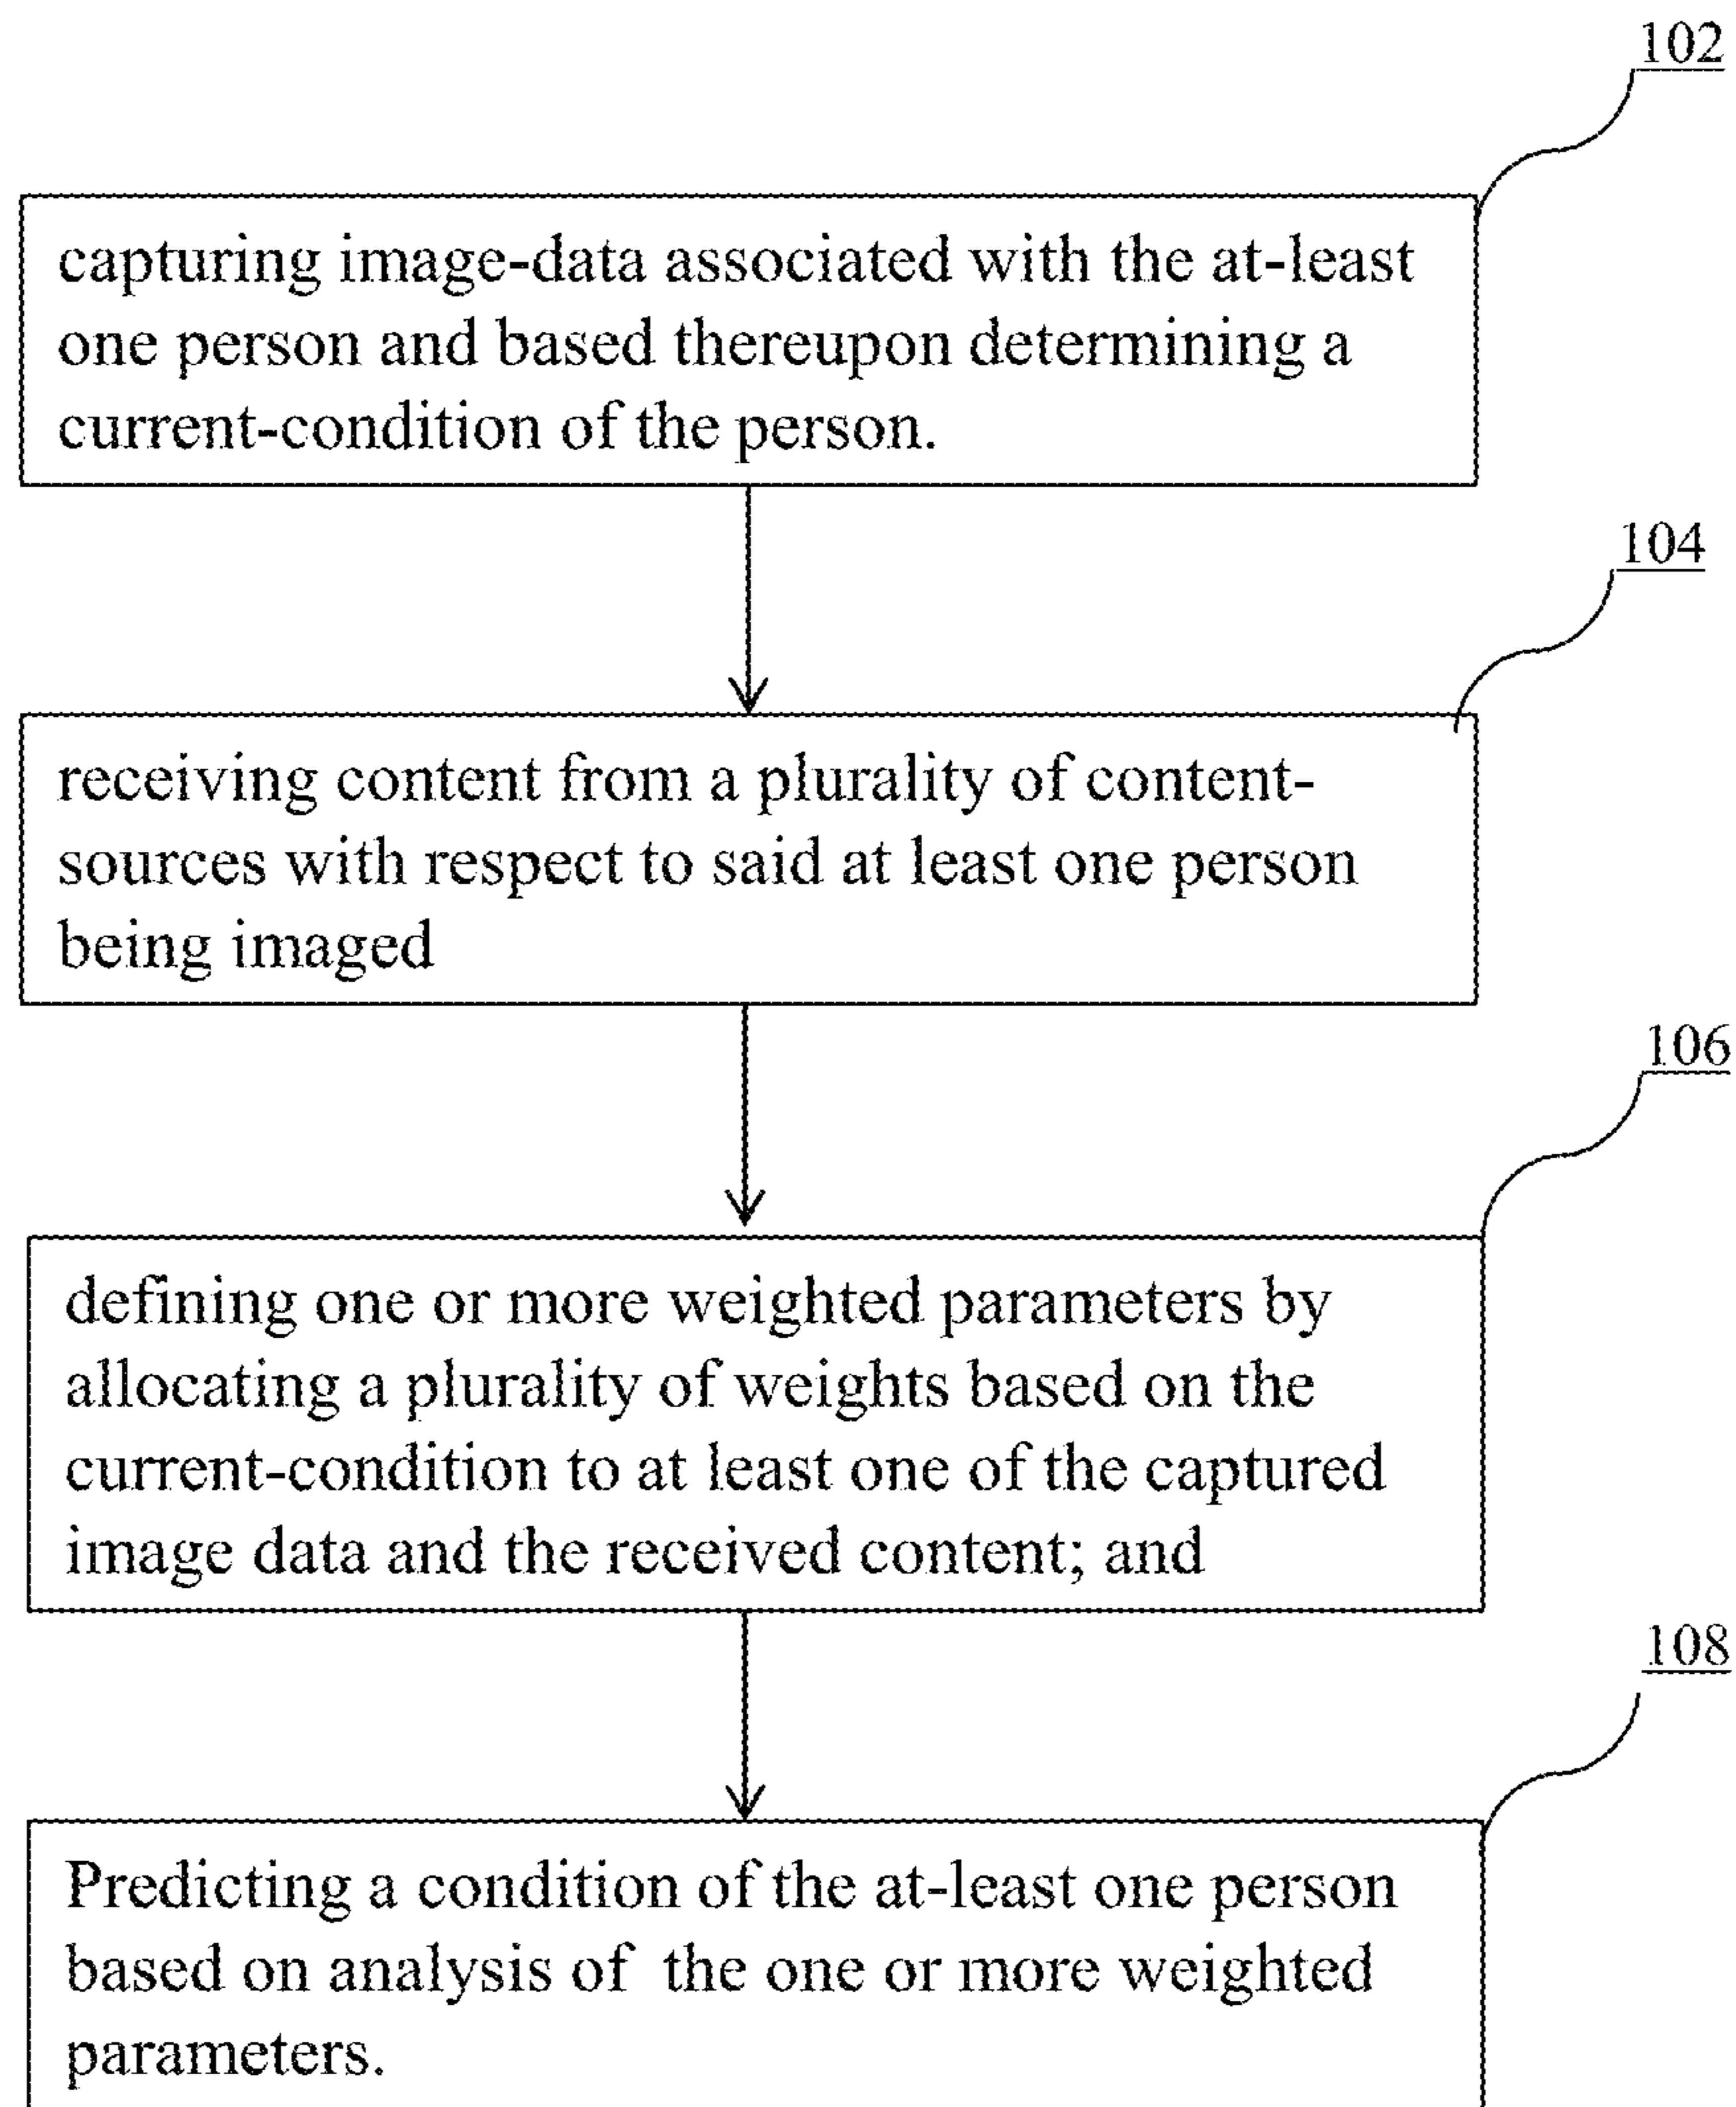 102
capturing image-data associated with the at-least
one person and based thereupon determining a
current-condition of the person.
104
receiving content from a plurality of content-
sources with respect to said at least one person
being imaged
106
defining one or more weighted parameters by
allocating a plurality of weights based on the
current-condition to at least one of the captured
image data and the received content; and
108
Predicting a condition of the at-least one person
based on analysis of the one or more weighted
parameters.